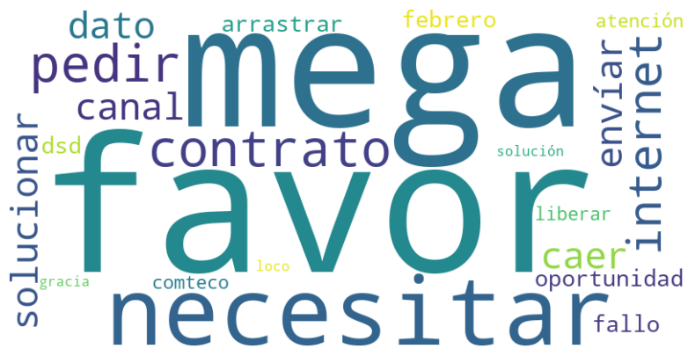 dato
arrastrar
febrero
atención
mega
pedir
canal
contrato
envíar
internet
solucionar
dsd
favor
solución
liberar
caer
loco
gracia
comteco
oportunidad
necesitar
fallo